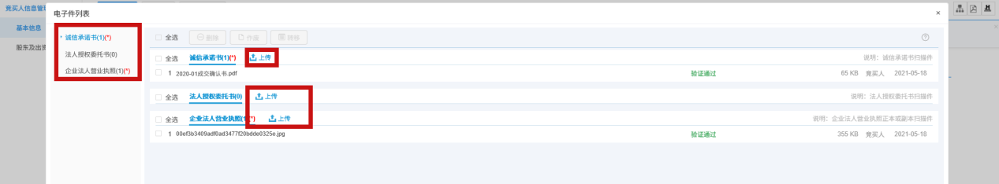 竞买人信息管
电子件列表
×
基本信息
诚信承诺书(1)(*)
全选 删除 作废 转移
股东及出资
法人授权委托书(0)
全选 诚信承诺书(1)(*) 上传 说明：诚信承诺书扫描件
企业法人营业执照(1)(*)
1 2020-01成交确认书.pdf 验证通过 65 KB 竞买人 2021-05-18
全选 法人授权委托书(0) 上传 说明：法人授权委托书扫描件
全选 企业法人营业执照(1)(*) 上传 说明：企业法人营业执照正本或副本扫描件
1 00ef3b3409adf0ad3477f20bdde0325e.jpg 验证通过 355 KB 竞买人 2021-05-18